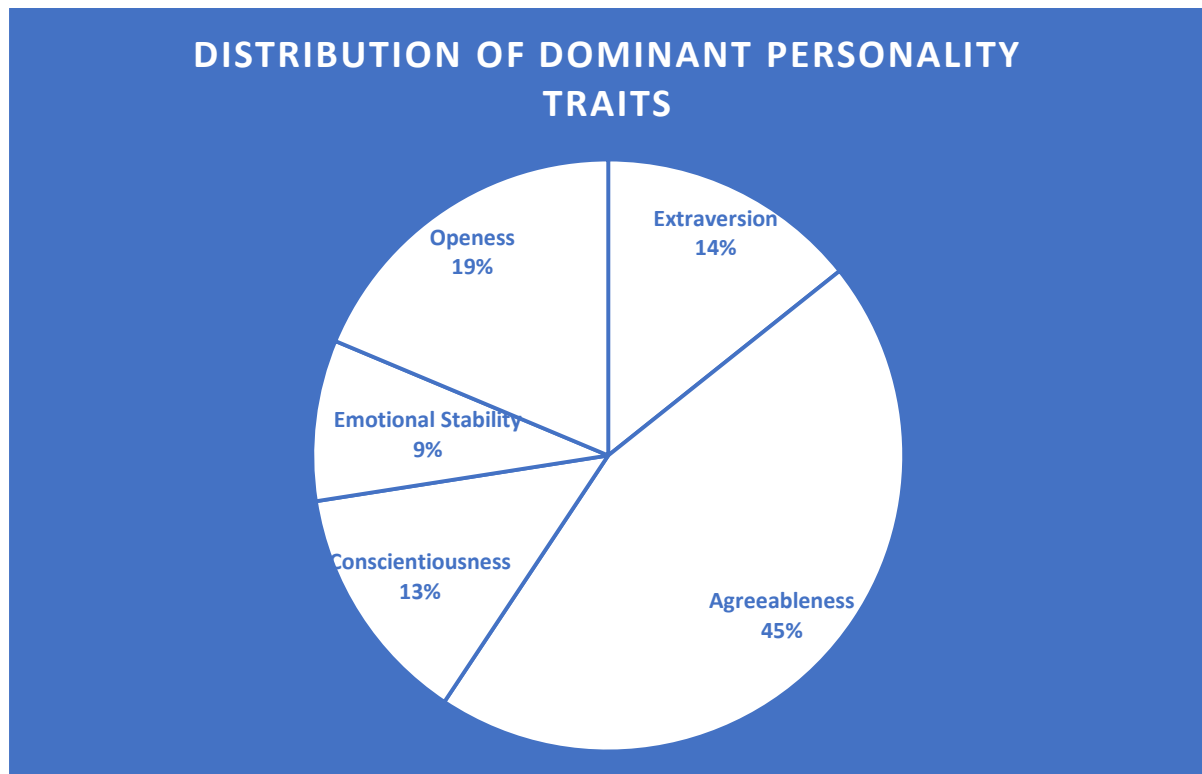 DISTRIBUTION OF DOMINANT PERSONALITY
TRAITS
Extraversion
14%
Agreeableness
45%
Conscientiousness
13%
Emotional Stability
9%
Openess
19%